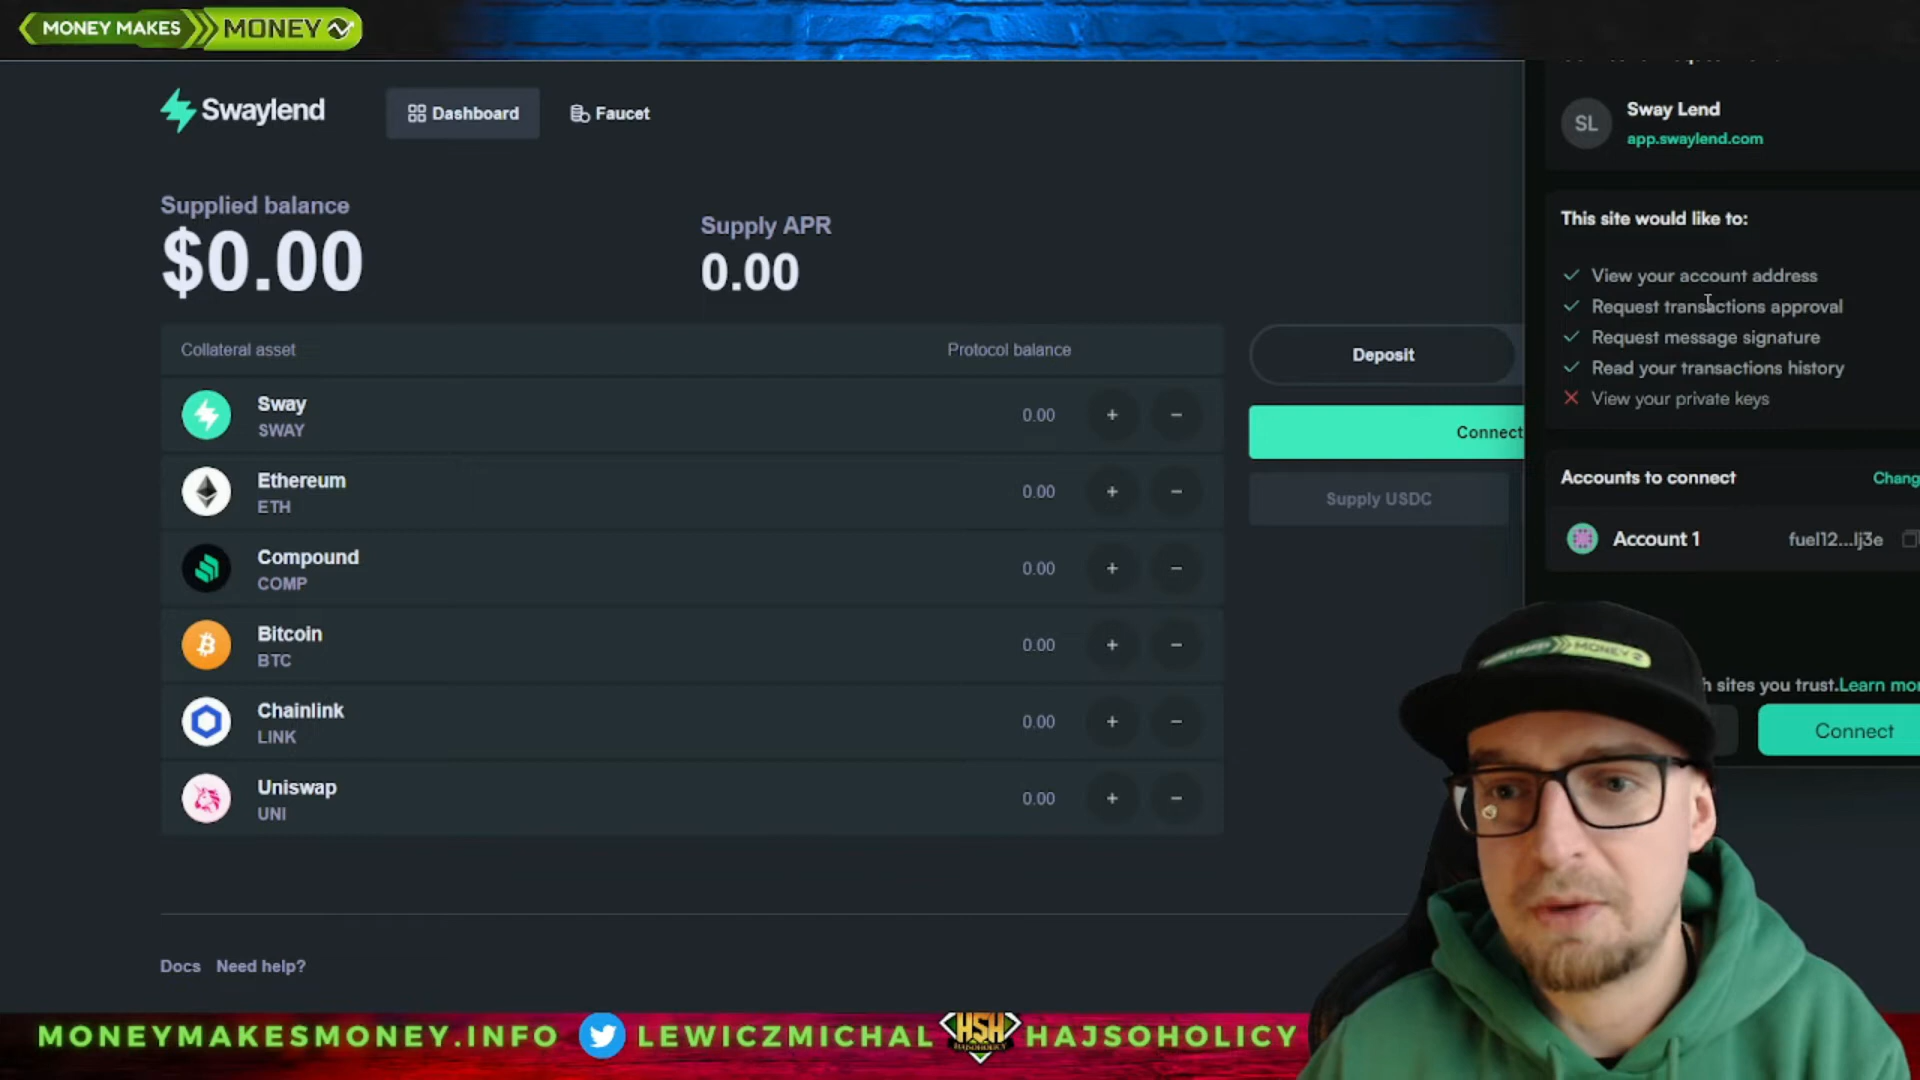 MONEY MAKES MONEY
Swaylend
Dashboard
Faucet
Supplied balance
$0.00
Supply APR
0.00
Collateral asset
Protocol balance
Sway
SWAY
0.00
+
−
Ethereum
ETH
0.00
+
−
Compound
COMP
0.00
+
−
Bitcoin
BTC
0.00
+
−
Chainlink
LINK
0.00
+
−
Uniswap
UNI
0.00
+
−
Deposit
Connect
Supply USDC
Docs
Need help?
SL
Sway Lend
app.swaylend.com
This site would like to:
View your account address
Request transactions approval
Request message signature
Read your transactions history
View your private keys
Accounts to connect
Chang
Account 1
fuel12...lj3e
h sites you trust. Learn mor
Connect
MONEY
MONEYMAKESMONEY.INFO
LEWICZMICHAL
HSH
HAJSOHOLICY
HAJSOHOLICY